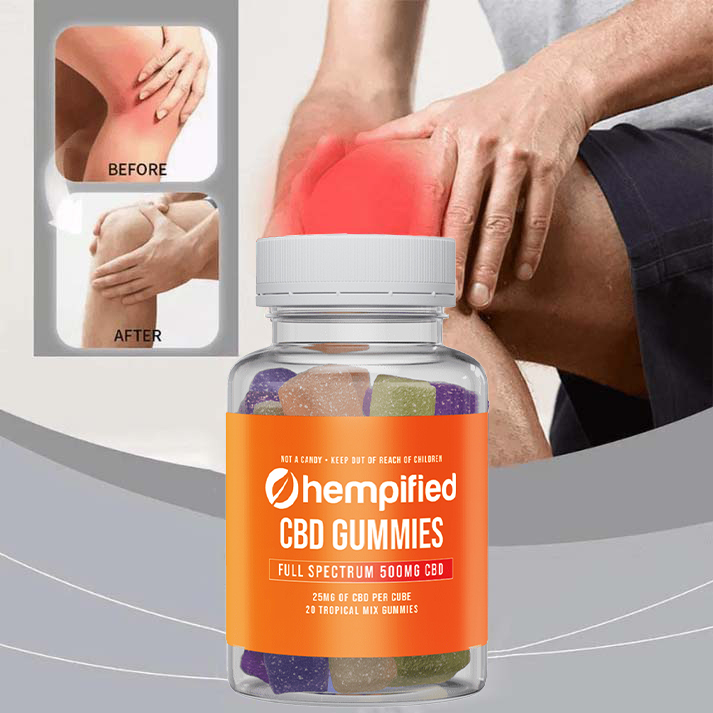 BEFORE
AFTER
NOT A CANDY • KEEP OUT OF REACH OF CHILDREN
hempified
CBD GUMMIES
FULL SPECTRUM 500MG CBD
25MG OF CBD PER CUBE
20 TROPICAL MIX GUMMIES